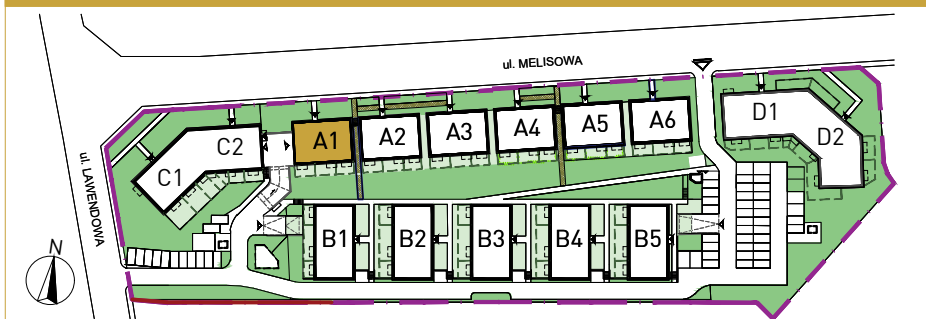 ul. MELISOWA
ul. LAWENDOWA
C1
C2
A1
A2
A3
A4
A5
A6
D1
D2
B1
B2
B3
B4
B5
N